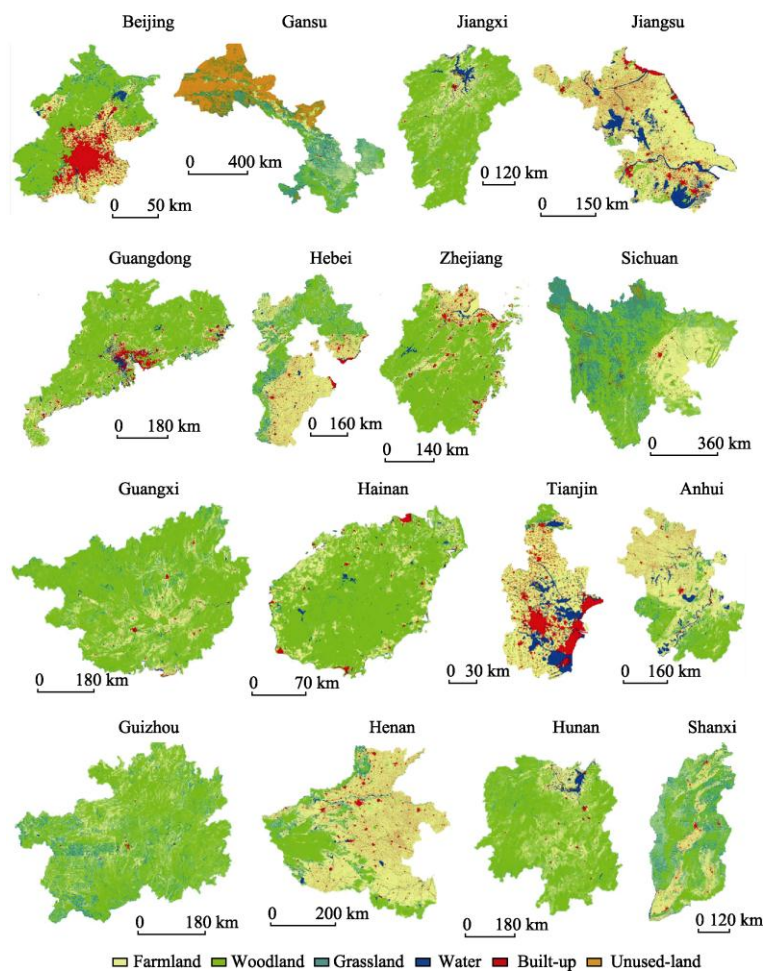 Beijing Gansu Jiangxi Jiangsu
0 50 km 0 400 km 0 120 km 0 150 km
Guangdong Hebei Zhejiang Sichuan
0 180 km 0 160 km 0 140 km 0 360 km
Guangxi Hainan Tianjin Anhui
0 180 km 0 70 km 0 30 km 0 160 km
Guizhou Henan Hunan Shanxi
0 180 km 0 200 km 0 180 km 0 120 km
Farmland Woodland Grassland Water Built-up Unused-land